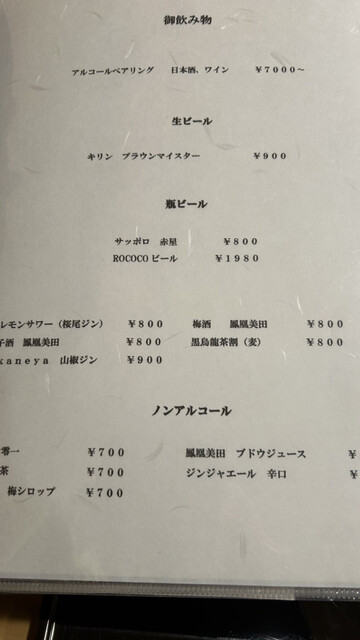 御飲み物
アルコールペアリング　日本酒、ワイン　￥７０００～
生ビール
キリン　ブラウンマイスター　￥９００
瓶ビール
サッポロ　赤星　￥８００
ROCOCOビール　￥１９８０
レモンサワー（桜尾ジン）　￥８００　梅酒　鳳凰美田　￥８００
子酒　鳳凰美田　￥８００　黒烏龍茶割（麦）　￥８００
kaneya　山椒ジン　￥９００
ノンアルコール
零一　￥７００　鳳凰美田　ブドウジュース　￥
茶　￥７００　ジンジャエール　辛口　￥
梅シロップ　￥７００